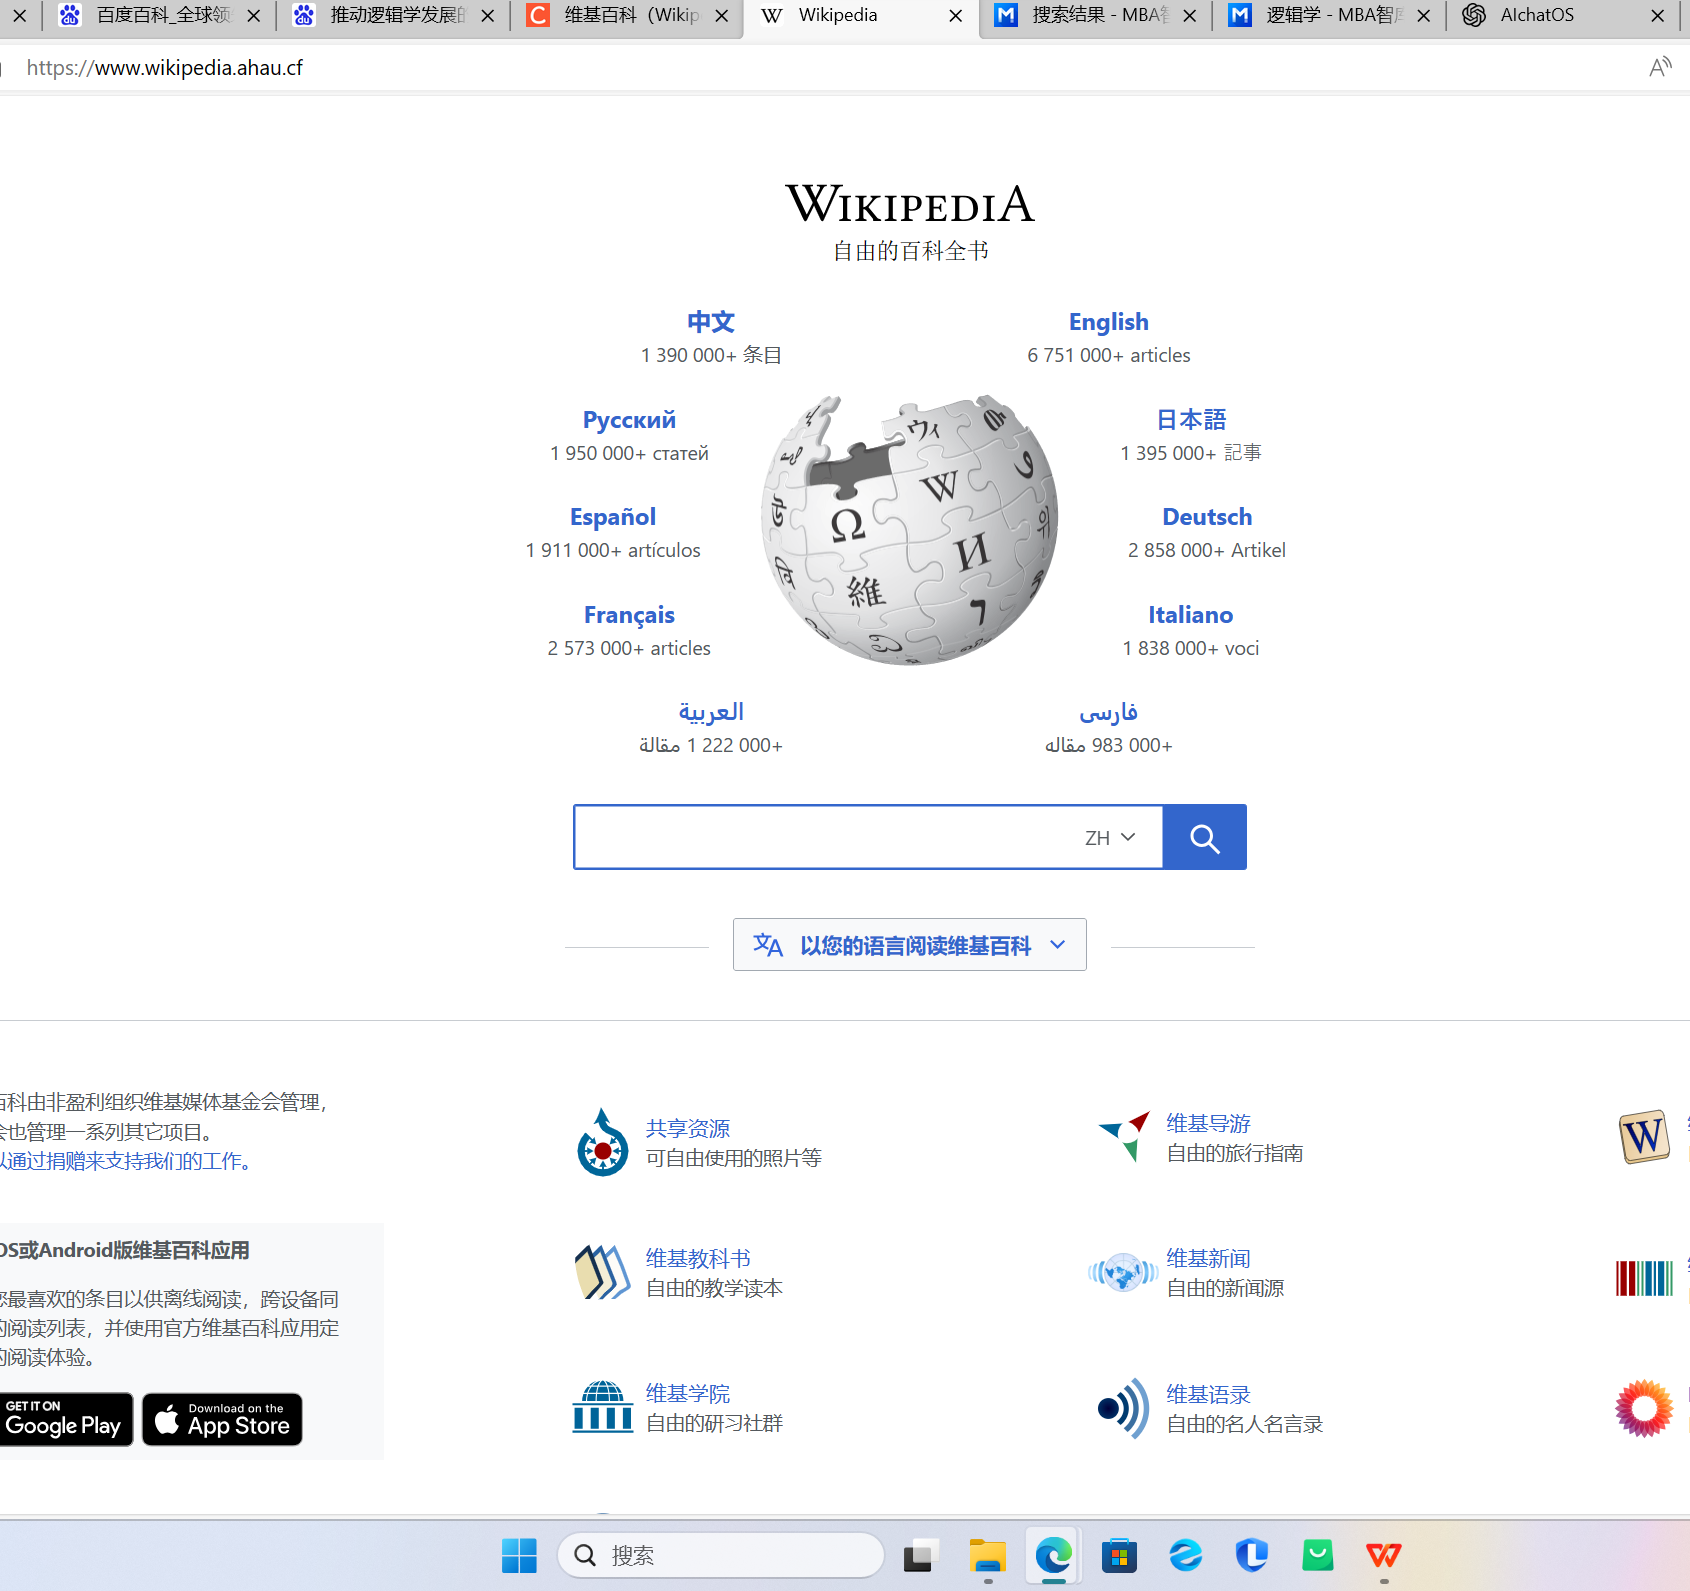 百度百科_全球领
推动逻辑学发展的
维基百科（Wikip
Wikipedia
搜索结果 - MBA智
逻辑学 - MBA智库
AIchatOS
https://www.wikipedia.ahau.cf
WIKIPEDIA
自由的百科全书
中文
1 390 000+ 条目
English
6 751 000+ articles
Русский
1 950 000+ статей
日本語
1 395 000+ 記事
Español
1 911 000+ artículos
Deutsch
2 858 000+ Artikel
Français
2 573 000+ articles
Italiano
1 838 000+ voci
العربية
1 222 000+ مقالة
فارسی
983 000+ مقاله
ZH
以您的语言阅读维基百科
百科由非盈利组织维基媒体基金会管理，
会也管理一系列其它项目。
以通过捐赠来支持我们的工作。
共享资源
可自由使用的照片等
维基导游
自由的旅行指南
OS或Android版维基百科应用
您最喜欢的条目以供离线阅读，跨设备同
的阅读列表，并使用官方维基百科应用定
的阅读体验。
GET IT ON
Google Play
Download on the
App Store
维基教科书
自由的教学读本
维基新闻
自由的新闻源
维基学院
自由的研习社群
维基语录
自由的名人名言录
搜索